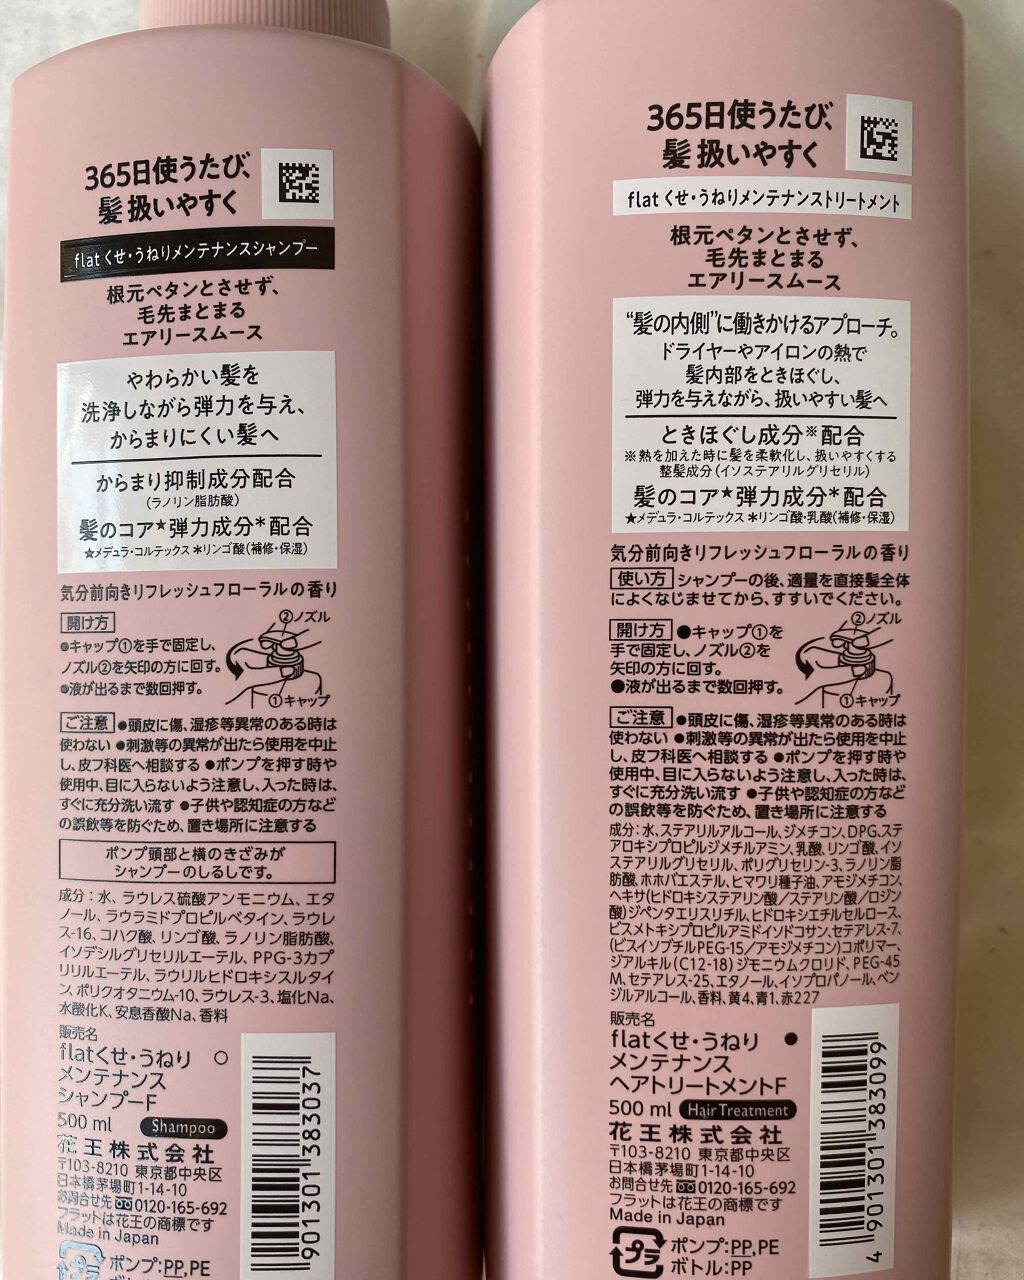 365日使うたび、
髪 扱いやすく
flat くせ・うねりメンテナンスシャンプー
根元ペタンとさせず、
毛先まとまる
エアリースムース
やわらかい髪を
洗浄しながら弾力を与え、
からまりにくい髪へ
からまり抑制成分配合
(ラノリン脂肪酸)
髪のコア★弾力成分*配合
★メデュラ・コルテックス *リンゴ酸(補修・保湿)
気分前向きリフレッシュフローラルの香り
開け方
②ノズル
●キャップ①を手で固定し、
ノズル②を矢印の方に回す。
●液が出るまで数回押す。
①キャップ
ご注意 ●頭皮に傷、湿疹等異常のある時は
使わない ●刺激等の異常が出たら使用を中止
し、皮フ科医へ相談する ●ポンプを押す時や
使用中、目に入らないよう注意し、入った時は、
すぐに充分洗い流す ●子供や認知症の方など
の誤飲等を防ぐため、置き場所に注意する
ポンプ頭部と横のきざみが
シャンプーのしるしです。
成分：水、ラウレス硫酸アンモニウム、エタ
ノール、ラウラミドプロピルベタイン、ラウレ
ス-16、コハク酸、リンゴ酸、ラノリン脂肪酸、
イソデシルグリセリルエーテル、PPG-3カプ
リリルエーテル、ラウリルヒドロキシスルタイ
ン、ポリクオタニウム-10、ラウレス-3、塩化Na、
水酸化K、安息香酸Na、香料
販売名
flatくせ・うねり ○
メンテナンス
シャンプーF
500 ml Shampoo
花王株式会社
〒103-8210 東京都中央区
日本橋茅場町1-14-10
お問合せ先 0120-165-692
フラットは花王の商標です
Made in Japan
プラ
ポンプ:PP,PE
901301 383037
365日使うたび、
髪 扱いやすく
flat くせ・うねりメンテナンストリートメント
根元ペタンとさせず、
毛先まとまる
エアリースムース
“髪の内側”に働きかけるアプローチ。
ドライヤーやアイロンの熱で
髪内部をときほぐし、
弾力を与えながら、扱いやすい髪へ
ときほぐし成分※配合
※熱を加えた時に髪を柔軟化し、扱いやすくする
整髪成分(イソステアリルグリセリル)
髪のコア★弾力成分*配合
★メデュラ・コルテックス *リンゴ酸・乳酸(補修・保湿)
気分前向きリフレッシュフローラルの香り
使い方 シャンプーの後、適量を直接髪全体
によくなじませてから、すすいでください。
開け方 ●キャップ①を
手で固定し、ノズル②を
矢印の方に回す。
●液が出るまで数回押す。
②ノズル
①キャップ
ご注意 ●頭皮に傷、湿疹等異常のある時は
使わない ●刺激等の異常が出たら使用を中止
し、皮フ科医へ相談する ●ポンプを押す時や
使用中、目に入らないよう注意し、入った時は、
すぐに充分洗い流す ●子供や認知症の方など
の誤飲等を防ぐため、置き場所に注意する
成分：水、ステアリルアルコール、ジメチコン、DPG、ステ
アロキシプロピルジメチルアミン、乳酸、リンゴ酸、イソ
ステアリルグリセリル、ポリグリセリン-3、ラノリン脂
肪酸、ホホバエステル、ヒマワリ種子油、アモジメチコン、
ヘキサ(ヒドロキシステアリン酸／ステアリン酸／ロジン
酸)ジペンタエリスリチル、ヒドロキシエチルセルロース、
ビスメトキシプロピルアミドイソドコサン、セテアレス-7、
(ビスイソブチルPEG-15／アモジメチコン)コポリマー、
ジアルキル(C12-18)ジモニウムクロリド、PEG-45
M、セテアレス-25、エタノール、イソプロパノール、ベン
ジルアルコール、香料、黄4、青1、赤227
販売名
flatくせ・うねり ●
メンテナンス
ヘアトリートメントF
500 ml Hair Treatment
花王株式会社
〒103-8210 東京都中央区
日本橋茅場町1-14-10
お問合せ先 0120-165-692
フラットは花王の商標です
Made in Japan
プラ
ポンプ:PP,PE
ボトル:PP
4 901301 383099